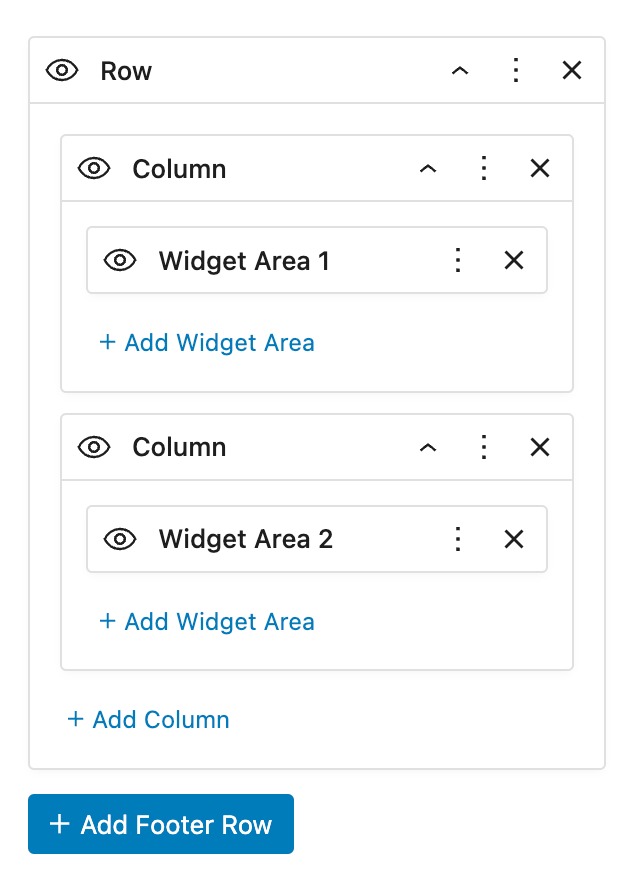 Row
Column
Widget Area 1
+ Add Widget Area
Column
Widget Area 2
+ Add Widget Area
+ Add Column
+ Add Footer Row